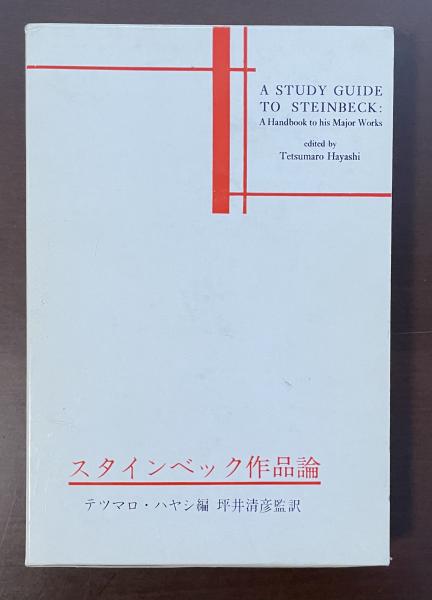 A STUDY GUIDE
TO STEINBECK:
A Handbook to his Major Works
edited by
Tetsumaro Hayashi
スタインベック作品論
テツマロ・ハヤシ編 坪井清彦監訳